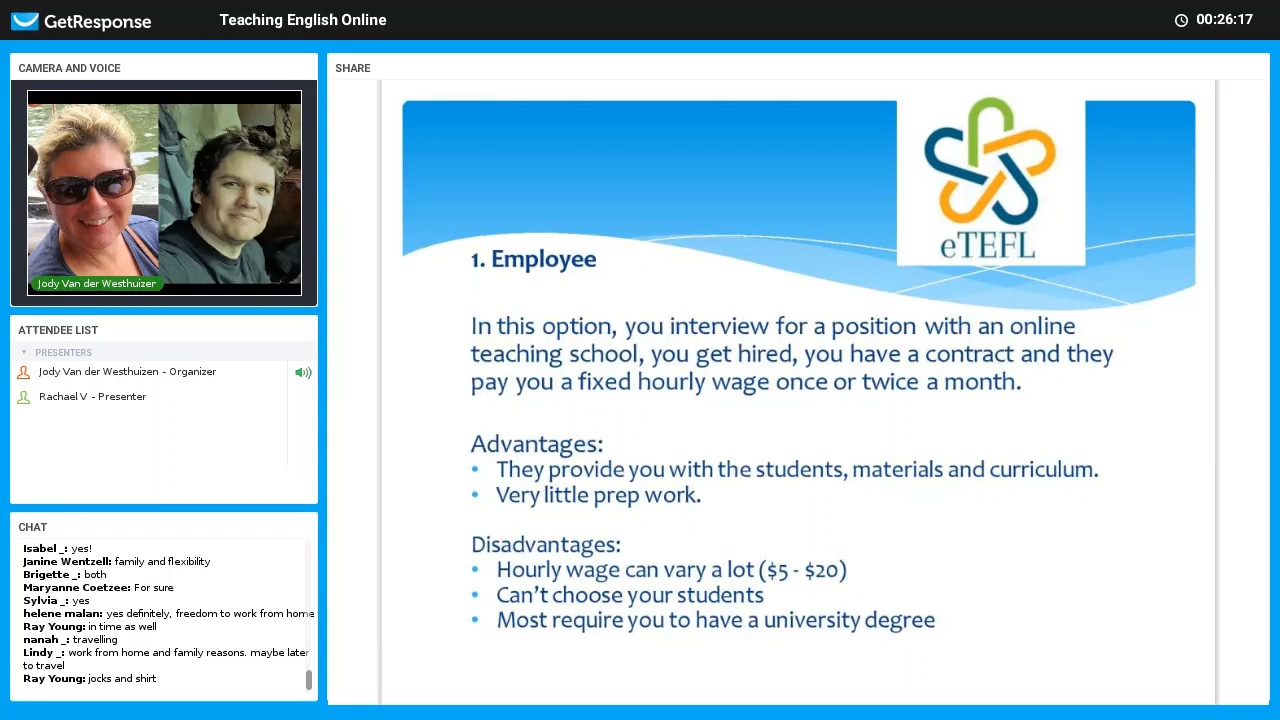 GetResponse
Teaching English Online
00:26:17
CAMERA AND VOICE
Jody Van der Westhuizen
ATTENDEE LIST
PRESENTERS
Jody Van der Westhuizen - Organizer
Rachael V - Presenter
CHAT
Isabel _: yes!
Janine Wentzell: family and flexibility
Brigette _: both
Maryanne Coetzee: For sure
Sylvia _: yes
helene malan: yes definitely, freedom to work from home
Ray Young: in time as well
nanah _: travelling
Lindy _: work from home and family reasons. maybe later
to travel
Ray Young: jocks and shirt
SHARE
eTEFL
1. Employee
In this option, you interview for a position with an online
teaching school, you get hired, you have a contract and they
pay you a fixed hourly wage once or twice a month.
Advantages:
• They provide you with the students, materials and curriculum.
• Very little prep work.
Disadvantages:
• Hourly wage can vary a lot ($5 - $20)
• Can't choose your students
• Most require you to have a university degree